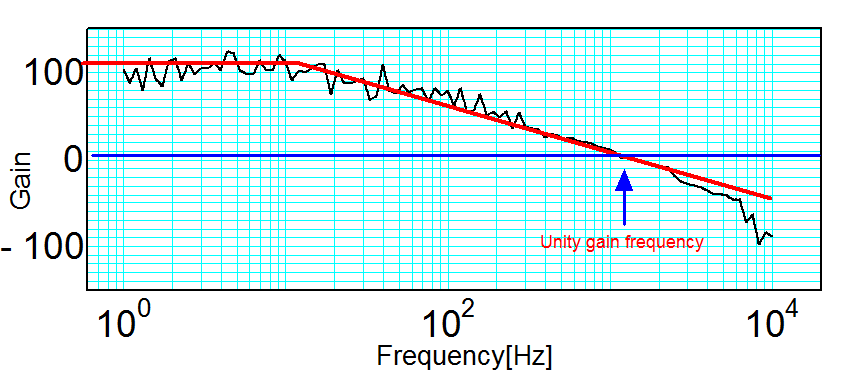 100
0
- 100
Gain
Unity gain frequency
10^0 10^2 10^4
Frequency[Hz]